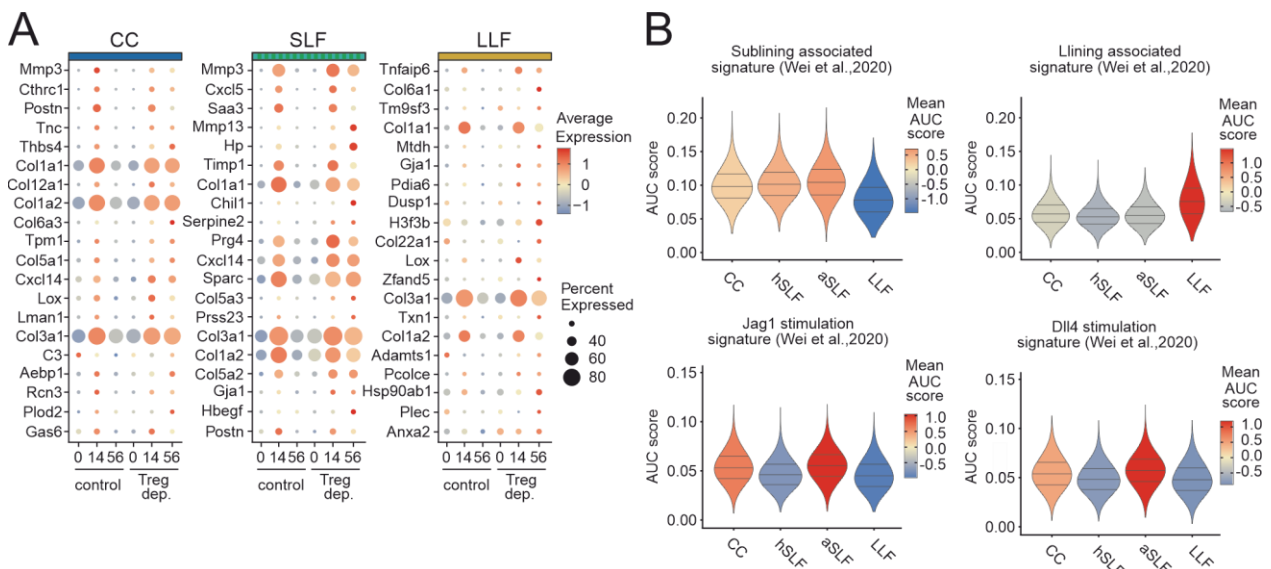 A
CC
Mmp3
Cthrc1
Postn
Tnc
Thbs4
Col1a1
Col12a1
Col1a2
Col6a3
Tpm1
Col5a1
Cxcl14
Lox
Lman1
Col3a1
C3
Aebp1
Rcn3
Plod2
Gas6
0 14 56 0 14 56
control
Treg
dep.
SLF
Mmp3
Cxcl5
Saa3
Mmp13
Hp
Timp1
Col1a1
Chil1
Serpine2
Prg4
Cxcl14
Sparc
Col5a3
Prss23
Col3a1
Col1a2
Col5a2
Gja1
Hbegf
Postn
0 14 56 0 14 56
control
Treg
dep.
LLF
Tnfaip6
Col6a1
Tm9sf3
Col1a1
Mtdh
Gja1
Pdia6
Dusp1
H3f3b
Col22a1
Lox
Zfand5
Col3a1
Txn1
Col1a2
Adamts1
Pcolce
Hsp90ab1
Plec
Anxa2
0 14 56 0 14 56
control
Treg
dep.
Average
Expression
1
0
−1
Percent
Expressed
40
60
80
B
Sublining associated
signature (Wei et al.,2020)
AUC score
0.20
0.15
0.10
0.05
0.00
CC
hSLF
aSLF
LLF
Mean
AUC
score
0.5
0.0
-0.5
-1.0
Llining associated
signature (Wei et al.,2020)
AUC score
0.20
0.15
0.10
0.05
0.00
CC
hSLF
aSLF
LLF
Mean
AUC
score
1.0
0.5
0.0
-0.5
Jag1 stimulation
signature (Wei et al.,2020)
AUC score
0.15
0.10
0.05
0.00
CC
hSLF
aSLF
LLF
Mean
AUC
score
1.0
0.5
0.0
-0.5
Dll4 stimulation
signature (Wei et al.,2020)
AUC score
0.15
0.10
0.05
0.00
CC
hSLF
aSLF
LLF
Mean
AUC
score
1.0
0.5
0.0
-0.5